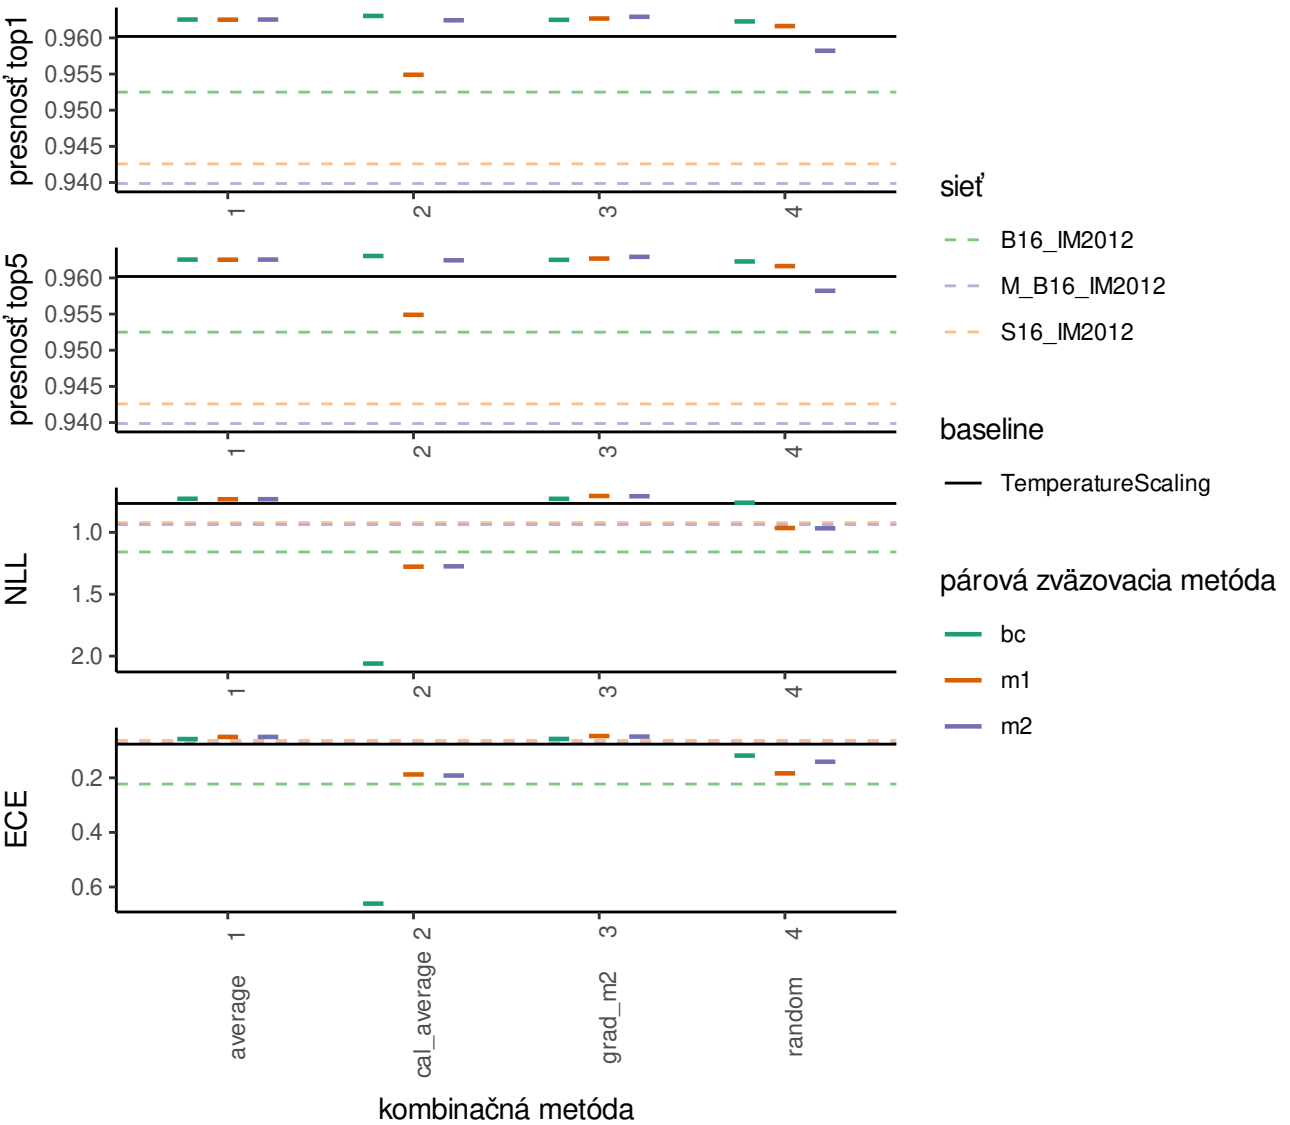 presnosť top1
0.960
0.955
0.950
0.945
0.940
1
2
3
4
presnosť top5
0.960
0.955
0.950
0.945
0.940
1
2
3
4
NLL
1.0
1.5
2.0
1
2
3
4
ECE
0.2
0.4
0.6
average 1
cal_average 2
grad_m2 3
random 4
kombinačná metóda
sieť
B16_IM2012
M_B16_IM2012
S16_IM2012
baseline
TemperatureScaling
párová zväzovacia metóda
bc
m1
m2